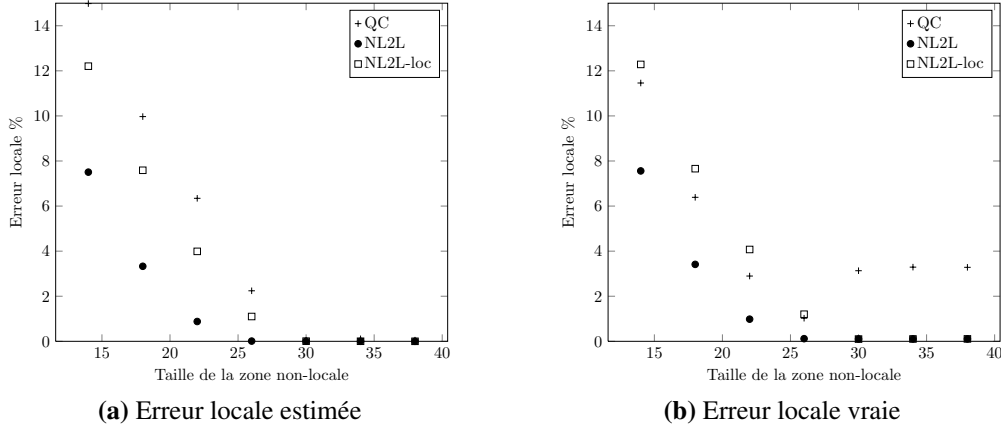 14
12
10
8
6
4
2
0
Erreur locale %
QC
NL2L
NL2L-loc
15
20
25
30
35
40
Taille de la zone non-locale
(a) Erreur locale estimée
14
12
10
8
6
4
2
0
Erreur locale %
QC
NL2L
NL2L-loc
15
20
25
30
35
40
Taille de la zone non-locale
(b) Erreur locale vraie